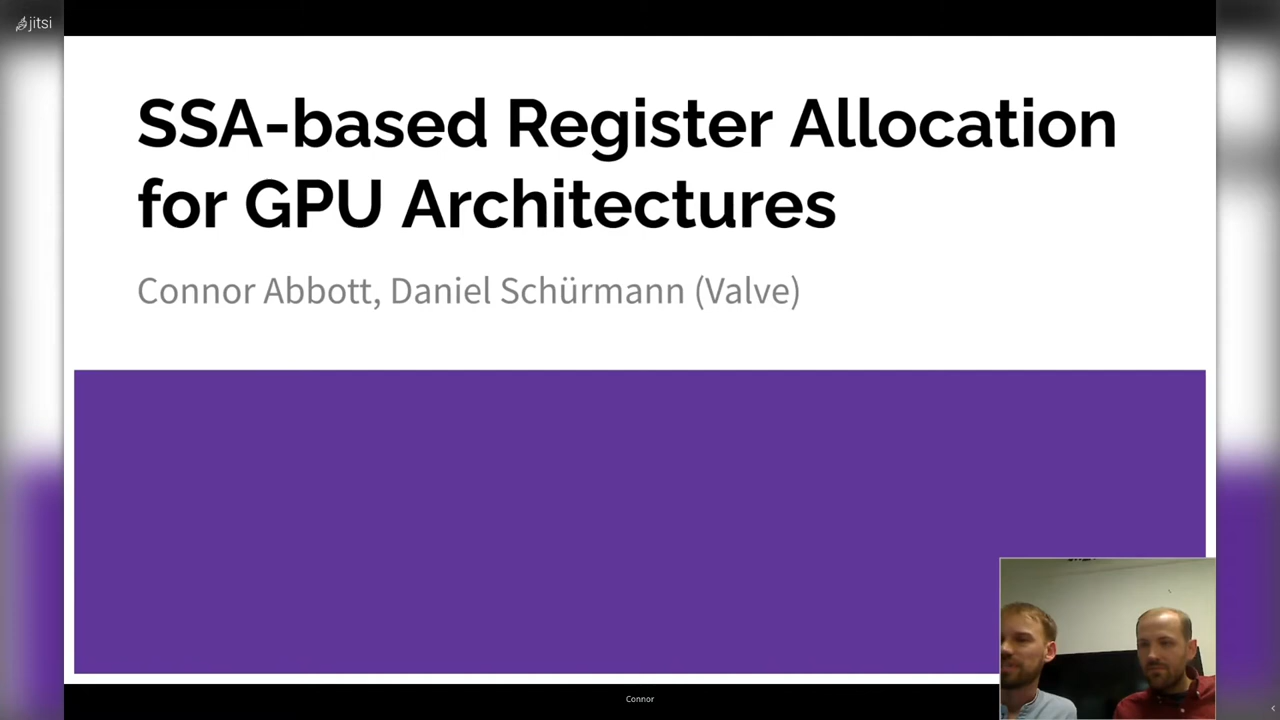 jitsi
SSA-based Register Allocation
for GPU Architectures
Connor Abbott, Daniel Schürmann (Valve)
Connor